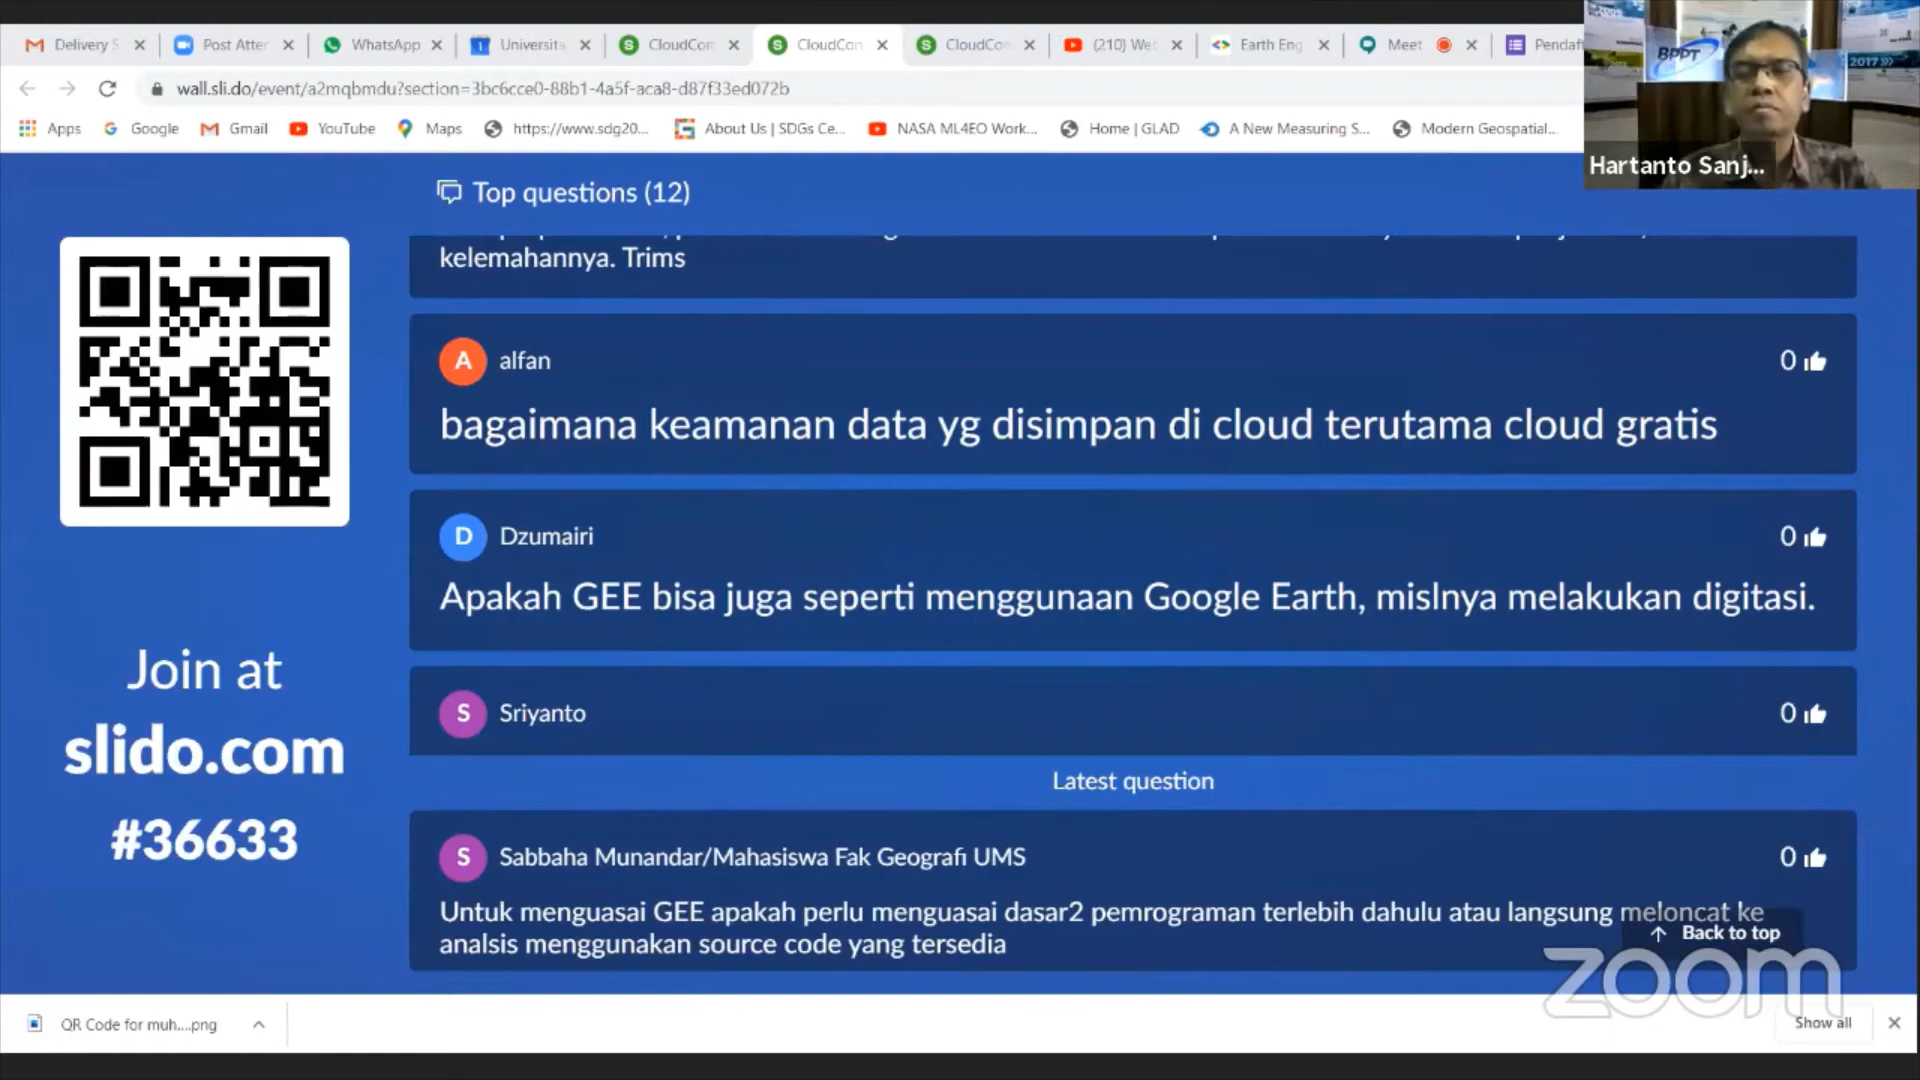 Delivery S
Post Atter
WhatsApp
Universita
CloudCom
CloudCon
CloudCo
(210) Web
Earth Eng
Meet
Pendaf
wall.sli.do/event/a2mqbmdu?section=3bc6cce0-88b1-4a5f-aca8-d87f33ed072b
Apps
Google
Gmail
YouTube
Maps
https://www.sdg20...
About Us | SDGs Ce...
NASA ML4EO Work...
Home | GLAD
A New Measuring S...
Modern Geospatial...
BPPT
2017
Hartanto Sanj...
Top questions (12)
kelemahannya. Trims
A
alfan
0
bagaimana keamanan data yg disimpan di cloud terutama cloud gratis
D
Dzumairi
0
Apakah GEE bisa juga seperti menggunaan Google Earth, mislnya melakukan digitasi.
S
Sriyanto
0
Join at
slido.com
#36633
Latest question
S
Sabbaha Munandar/Mahasiswa Fak Geografi UMS
0
Untuk menguasai GEE apakah perlu menguasai dasar2 pemrograman terlebih dahulu atau langsung meloncat ke
analsis menggunakan source code yang tersedia
Back to top
zoom
QR Code for muh....png
Show all